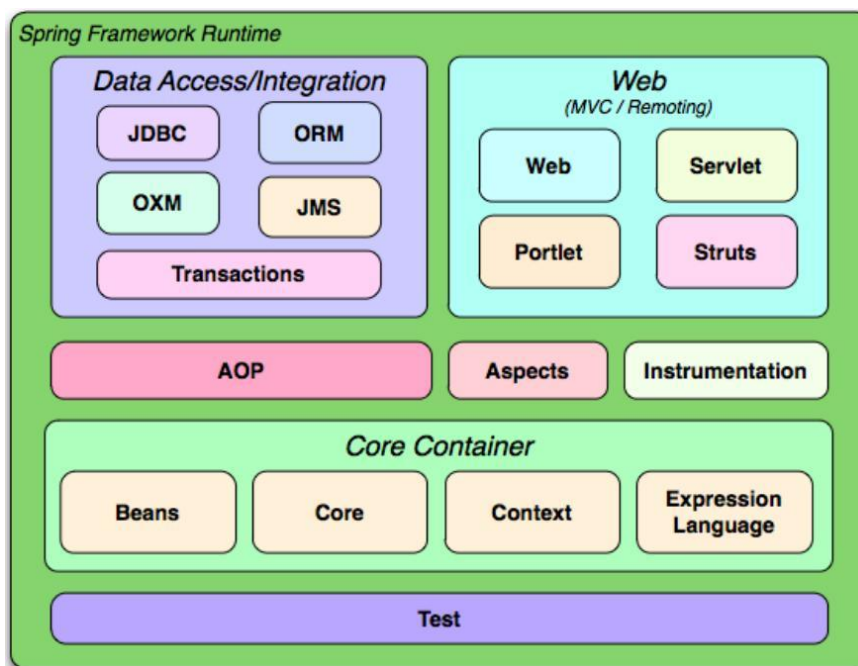 Spring Framework Runtime
Data Access/Integration
JDBC
ORM
OXM
JMS
Transactions
Web
(MVC / Remoting)
Web
Servlet
Portlet
Struts
AOP
Aspects
Instrumentation
Core Container
Beans
Core
Context
Expression
Language
Test